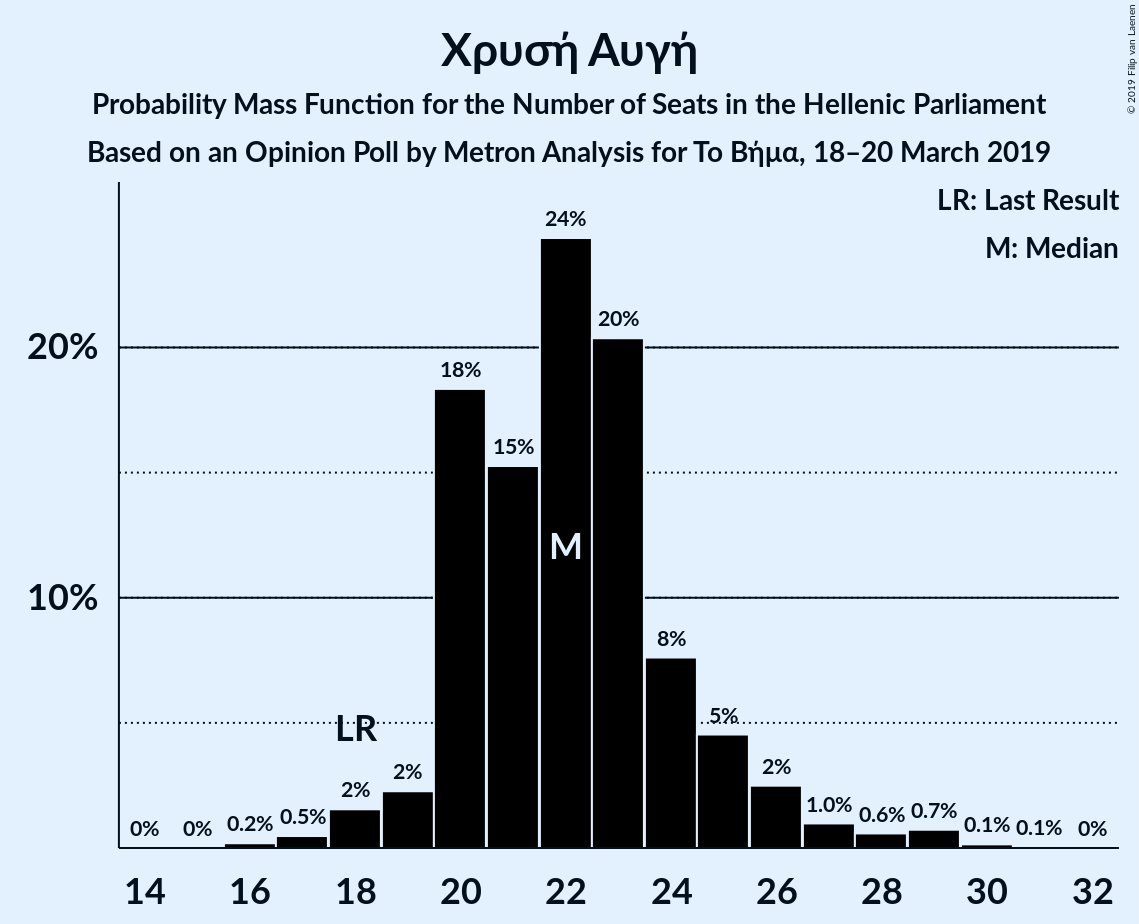 Χρυσή Αυγή
Probability Mass Function for the Number of Seats in the Hellenic Parliament
Based on an Opinion Poll by Metron Analysis for Το Βήμα, 18–20 March 2019
© 2019 Filip van Laenen
LR: Last Result
M: Median
20%
10%
0%
0%
0.2%
0.5%
2%
2%
18%
15%
24%
20%
8%
5%
2%
1.0%
0.6%
0.7%
0.1%
0.1%
0%
LR
M
14 16 18 20 22 24 26 28 30 32